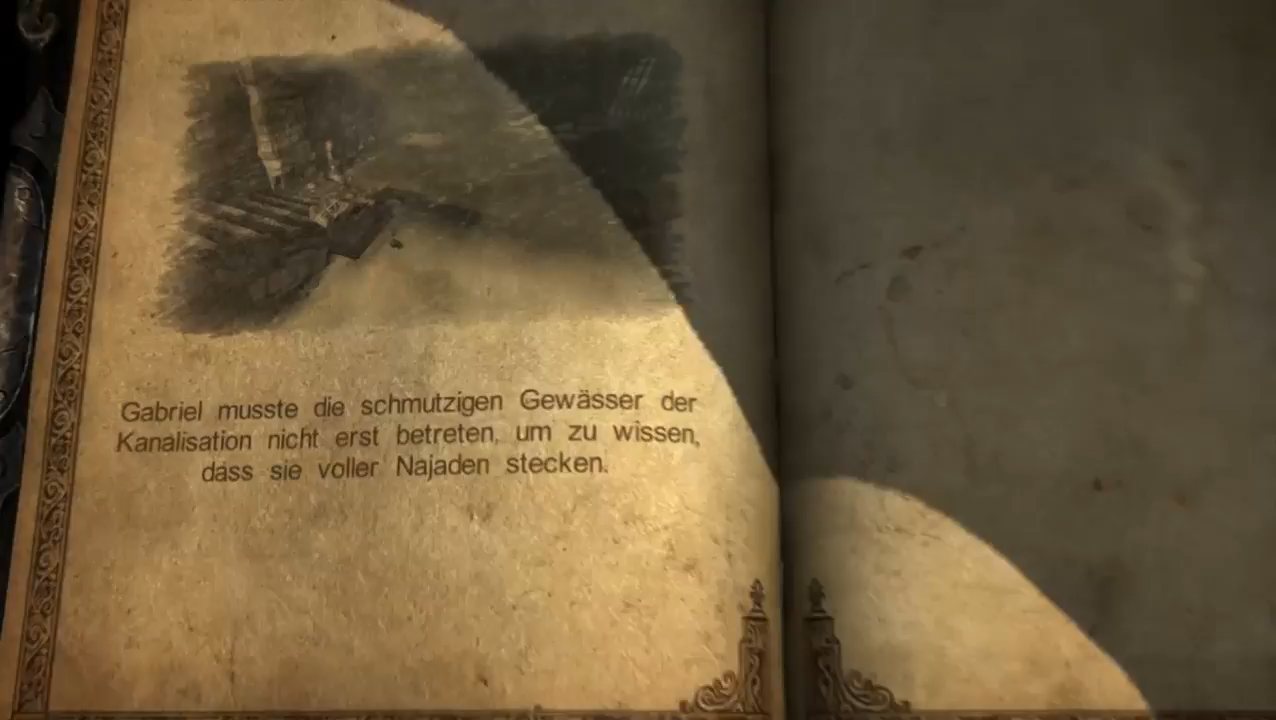 Gabriel musste die schmutzigen Gewässer der
Kanalisation nicht erst betreten, um zu wissen,
dass sie voller Najaden stecken.